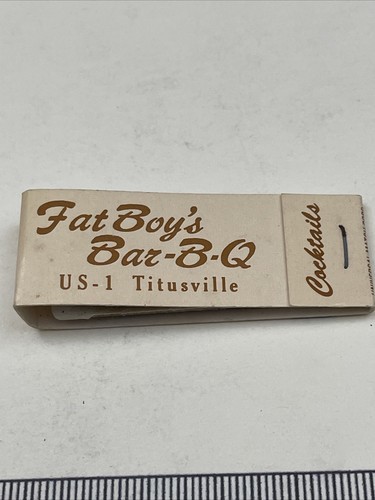 Fat Boy's
Bar-B-Q
US-1 Titusville
Cocktails